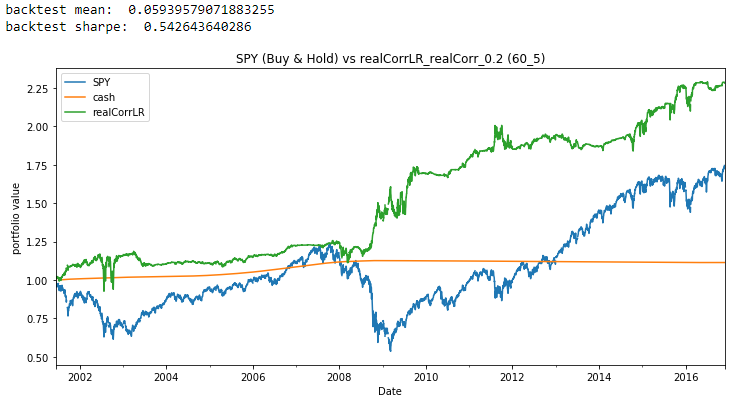 backtest mean:  0.05939579071883255
backtest sharpe:  0.542643640286
SPY (Buy & Hold) vs realCorrLR_realCorr_0.2 (60_5)
SPY
cash
realCorrLR
portfolio value
2.25
2.00
1.75
1.50
1.25
1.00
0.75
0.50
2002 2004 2006 2008 2010 2012 2014 2016
Date